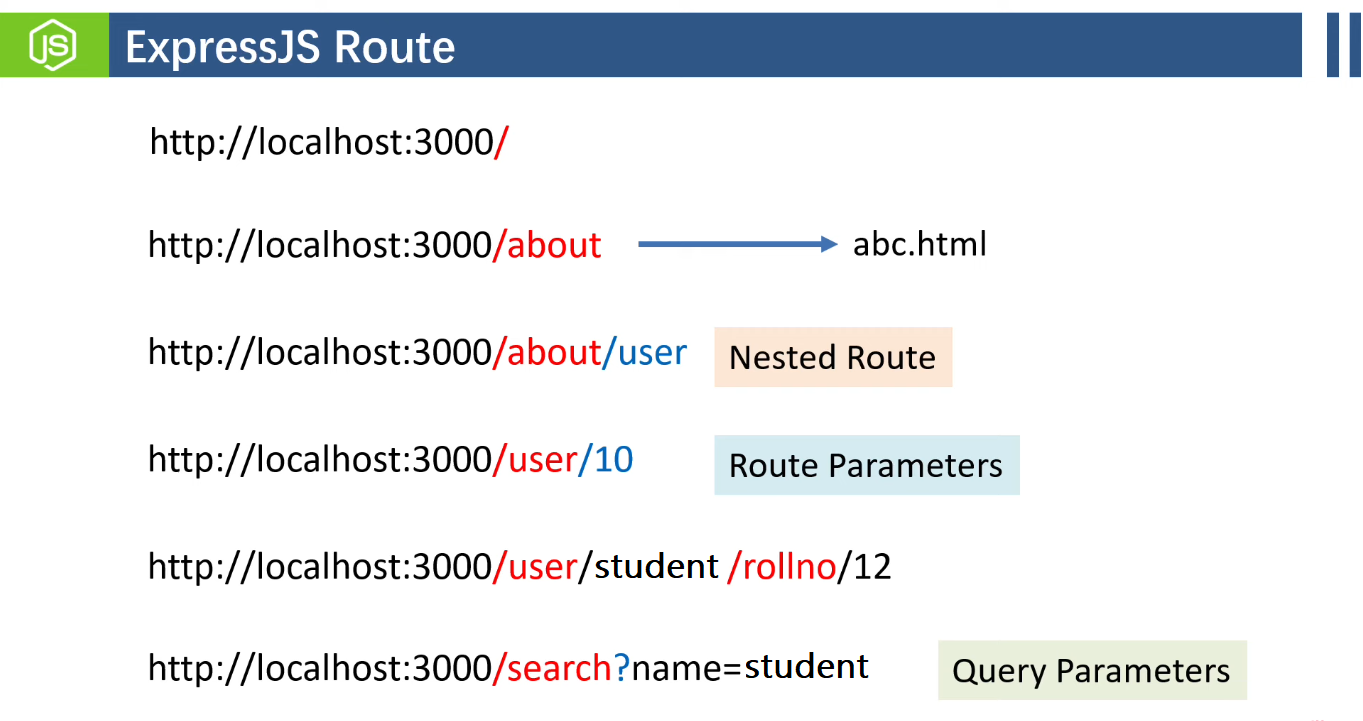 JS ExpressJS Route
http://localhost:3000/
http://localhost:3000/about abc.html
http://localhost:3000/about/user Nested Route
http://localhost:3000/user/10 Route Parameters
http://localhost:3000/user/student /rollno/12
http://localhost:3000/search?name=student Query Parameters